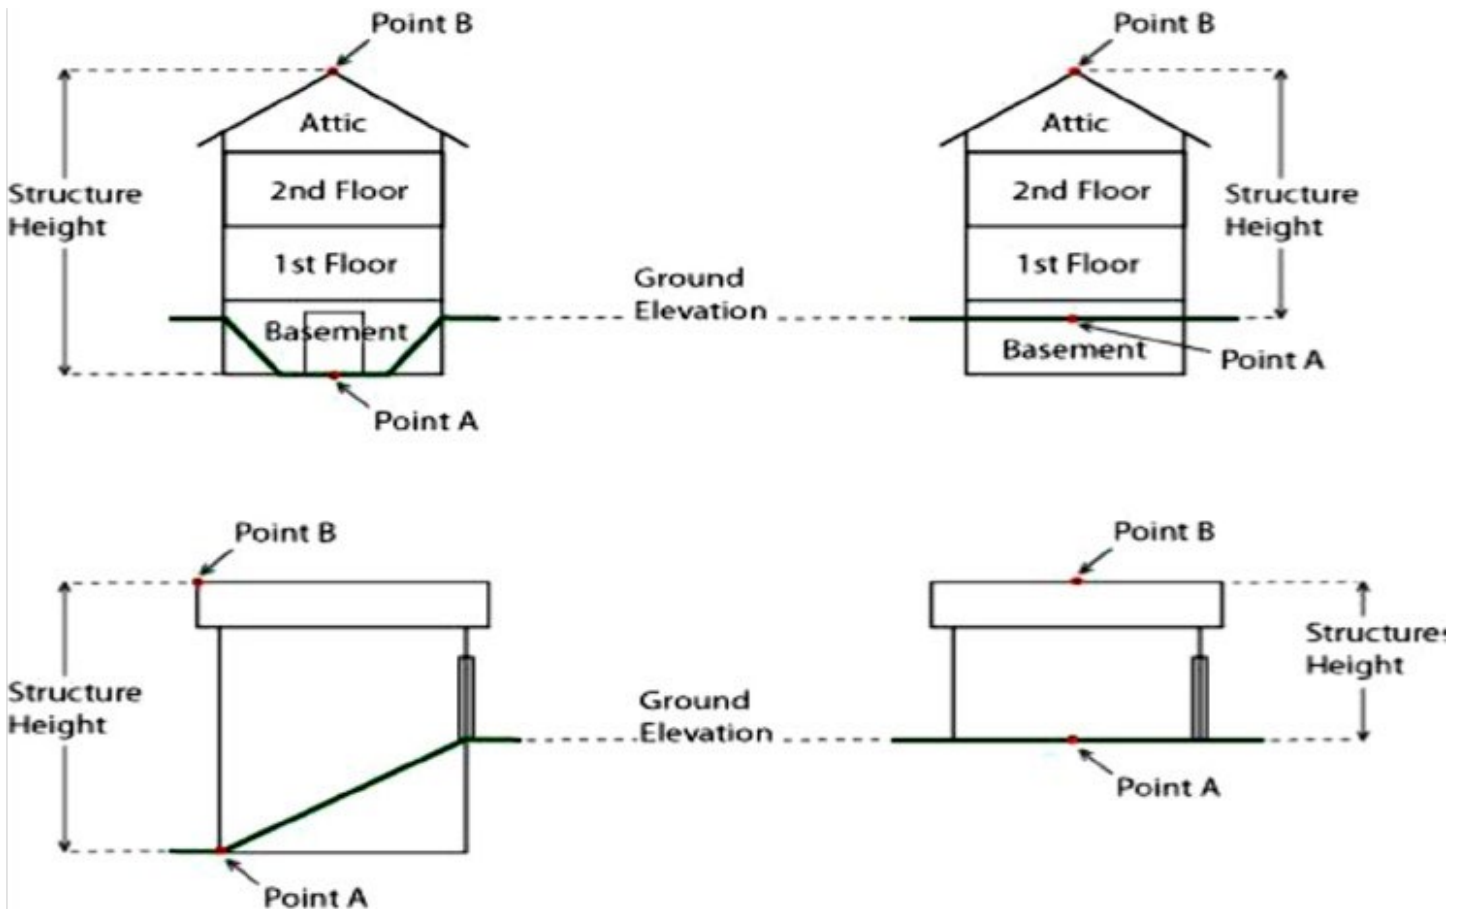 Point B
Attic
2nd Floor
1st Floor
Basement
Structure
Height
Point A
Ground
Elevation
Point B
Attic
2nd Floor
1st Floor
Basement
Structure
Height
Point A
Point B
Structure
Height
Point A
Ground
Elevation
Point B
Structures
Height
Point A